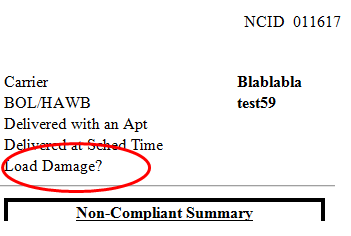 NCID 011617
Carrier Blablabla
BOL/HAWB test59
Delivered with an Apt
Delivered at Sched Time
Load Damage?
Non-Compliant Summary